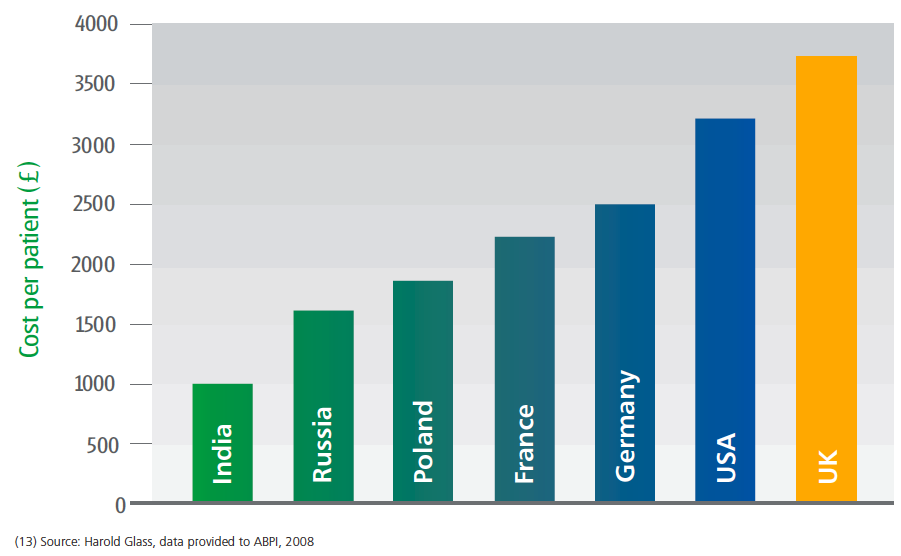 4000
3500
3000
2500
2000
1500
1000
500
0
Cost per patient (£)
India
Russia
Poland
France
Germany
USA
UK
(13) Source: Harold Glass, data provided to ABPI, 2008